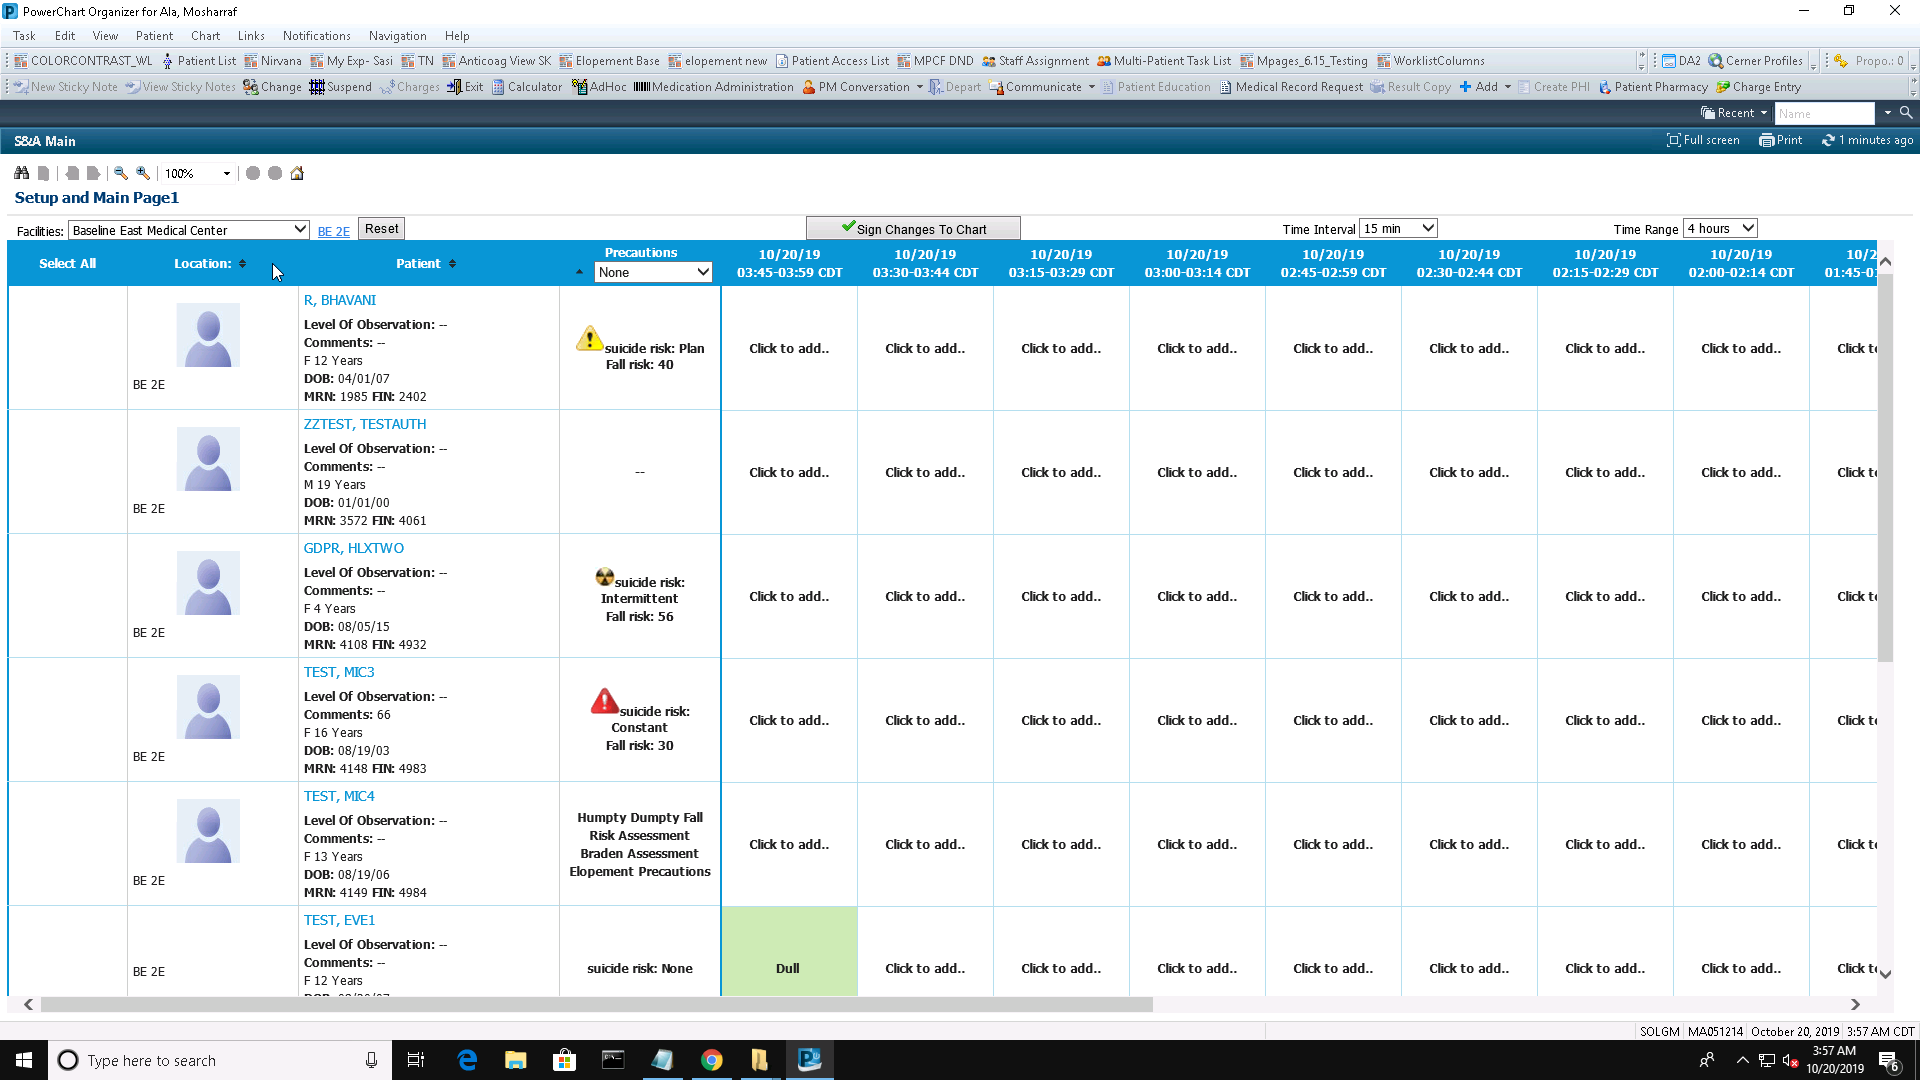 PowerChart Organizer for Ala, Mosharraf
Task Edit View Patient Chart Links Notifications Navigation Help
COLORCONTRAST_WL Patient List Nirvana My Exp- Sasi TN Anticoag View SK Elopement Base elopement new Patient Access List MPCF DND Staff Assignment Multi-Patient Task List Mpages_6.15_Testing WorklistColumns DA2 Cerner Profiles Propo.: 0
New Sticky Note View Sticky Notes Change Suspend Charges Exit Calculator AdHoc Medication Administration PM Conversation Depart Communicate Patient Education Medical Record Request Result Copy Add Create PHI Patient Pharmacy Charge Entry
Recent Name
S&A Main Full screen Print 1 minutes ago
100%
Setup and Main Page1
Facilities: Baseline East Medical Center BE 2E Reset Sign Changes To Chart Time Interval 15 min Time Range 4 hours
Select All Location: Patient Precautions None
10/20/19 03:45-03:59 CDT
10/20/19 03:30-03:44 CDT
10/20/19 03:15-03:29 CDT
10/20/19 03:00-03:14 CDT
10/20/19 02:45-02:59 CDT
10/20/19 02:30-02:44 CDT
10/20/19 02:15-02:29 CDT
10/20/19 02:00-02:14 CDT
10/2 01:45-0
BE 2E
R, BHAVANI
Level Of Observation: --
Comments: --
F 12 Years
DOB: 04/01/07
MRN: 1985 FIN: 2402
suicide risk: Plan
Fall risk: 40
Click to add.. Click to add.. Click to add.. Click to add.. Click to add.. Click to add.. Click to add.. Click to add.. Click to
BE 2E
ZZTEST, TESTAUTH
Level Of Observation: --
Comments: --
M 19 Years
DOB: 01/01/00
MRN: 3572 FIN: 4061
--
Click to add.. Click to add.. Click to add.. Click to add.. Click to add.. Click to add.. Click to add.. Click to add.. Click to
BE 2E
GDPR, HLXTWO
Level Of Observation: --
Comments: --
F 4 Years
DOB: 08/05/15
MRN: 4108 FIN: 4932
suicide risk:
Intermittent
Fall risk: 56
Click to add.. Click to add.. Click to add.. Click to add.. Click to add.. Click to add.. Click to add.. Click to add.. Click to
BE 2E
TEST, MIC3
Level Of Observation: --
Comments: 66
F 16 Years
DOB: 08/19/03
MRN: 4148 FIN: 4983
suicide risk:
Constant
Fall risk: 30
Click to add.. Click to add.. Click to add.. Click to add.. Click to add.. Click to add.. Click to add.. Click to add.. Click to
BE 2E
TEST, MIC4
Level Of Observation: --
Comments: --
F 13 Years
DOB: 08/19/06
MRN: 4149 FIN: 4984
Humpty Dumpty Fall
Risk Assessment
Braden Assessment
Elopement Precautions
Click to add.. Click to add.. Click to add.. Click to add.. Click to add.. Click to add.. Click to add.. Click to add.. Click to
BE 2E
TEST, EVE1
Level Of Observation: --
Comments: --
F 12 Years
suicide risk: None
Dull Click to add.. Click to add.. Click to add.. Click to add.. Click to add.. Click to add.. Click to add.. Click to
SOLGM MA051214 October 20, 2019 3:57 AM CDT
Type here to search
3:57 AM
10/20/2019
6